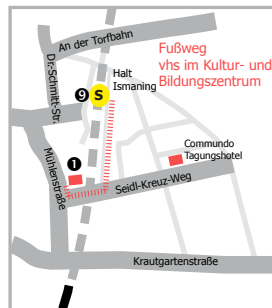 An der Torfbahn
Fußweg
vhs im Kultur- und
Bildungszentrum
Dr.-Schmitt-Str.
Halt
Ismaning
9
S
Commundo
Tagungshotel
1
Mühlenstraße
Seidl-Kreuz-Weg
Krautgartenstraße